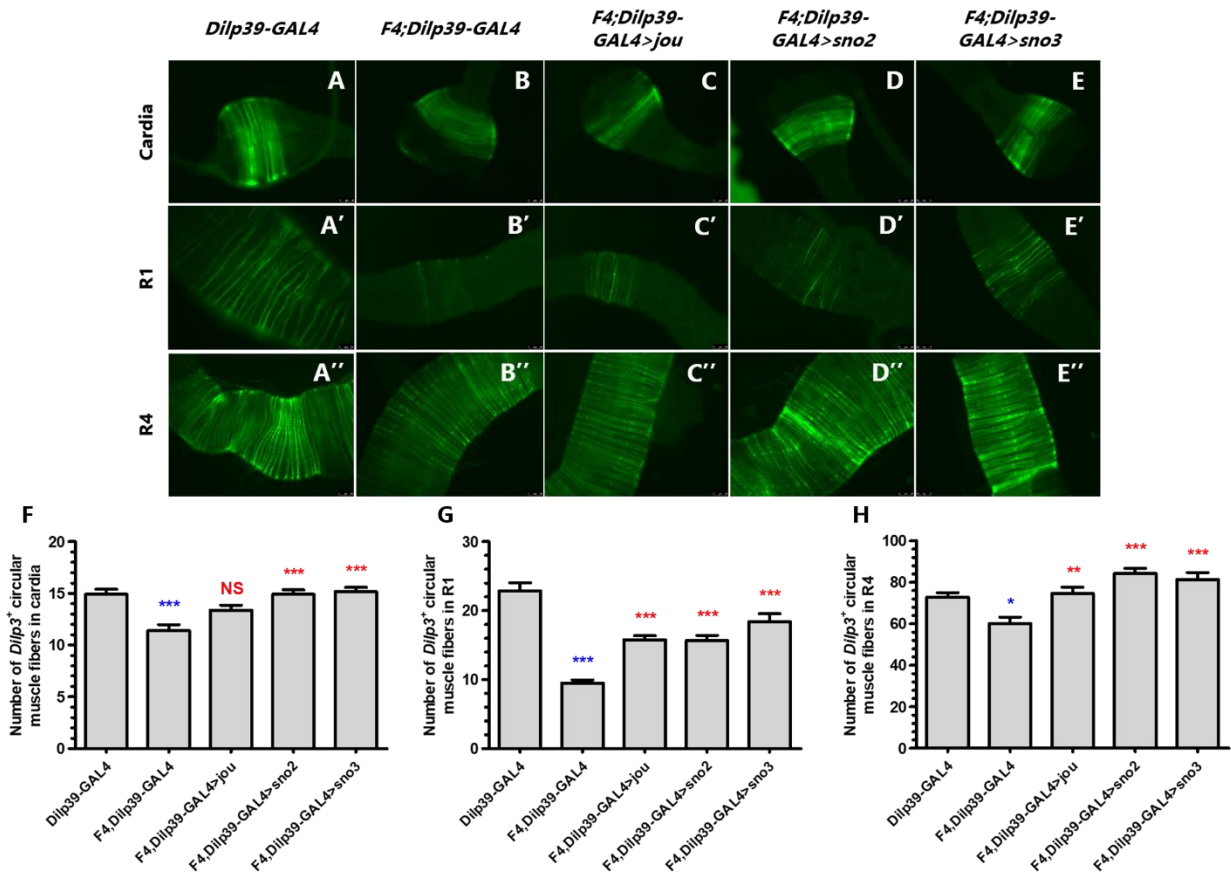 Dilp39-GAL4
F4;Dilp39-GAL4
F4;Dilp39-
GAL4>jou
F4;Dilp39-
GAL4>sno2
F4;Dilp39-
GAL4>sno3
Cardia
A
B
C
D
E
R1
A'
B'
C'
D'
E'
R4
A''
B''
C''
D''
E''
F
Number of Dilp3+ circular
muscle fibers in cardia
20
15
10
5
0
***
NS
***
***
Dilp39-GAL4
F4,Dilp39-GAL4
F4,Dilp39-GAL4>jou
F4,Dilp39-GAL4>sno2
F4,Dilp39-GAL4>sno3
G
Number of Dilp3+ circular
muscle fibers in R1
30
20
10
0
***
***
***
***
Dilp39-GAL4
F4,Dilp39-GAL4
F4,Dilp39-GAL4>jou
F4,Dilp39-GAL4>sno2
F4,Dilp39-GAL4>sno3
H
Number of Dilp3+ circular
muscle fibers in R4
100
80
60
40
20
0
*
**
***
***
Dilp39-GAL4
F4,Dilp39-GAL4
F4,Dilp39-GAL4>jou
F4,Dilp39-GAL4>sno2
F4,Dilp39-GAL4>sno3